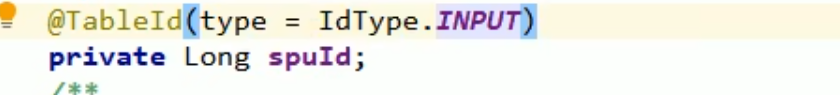 @TableId(type = IdType.INPUT)
private Long spuId;
/**